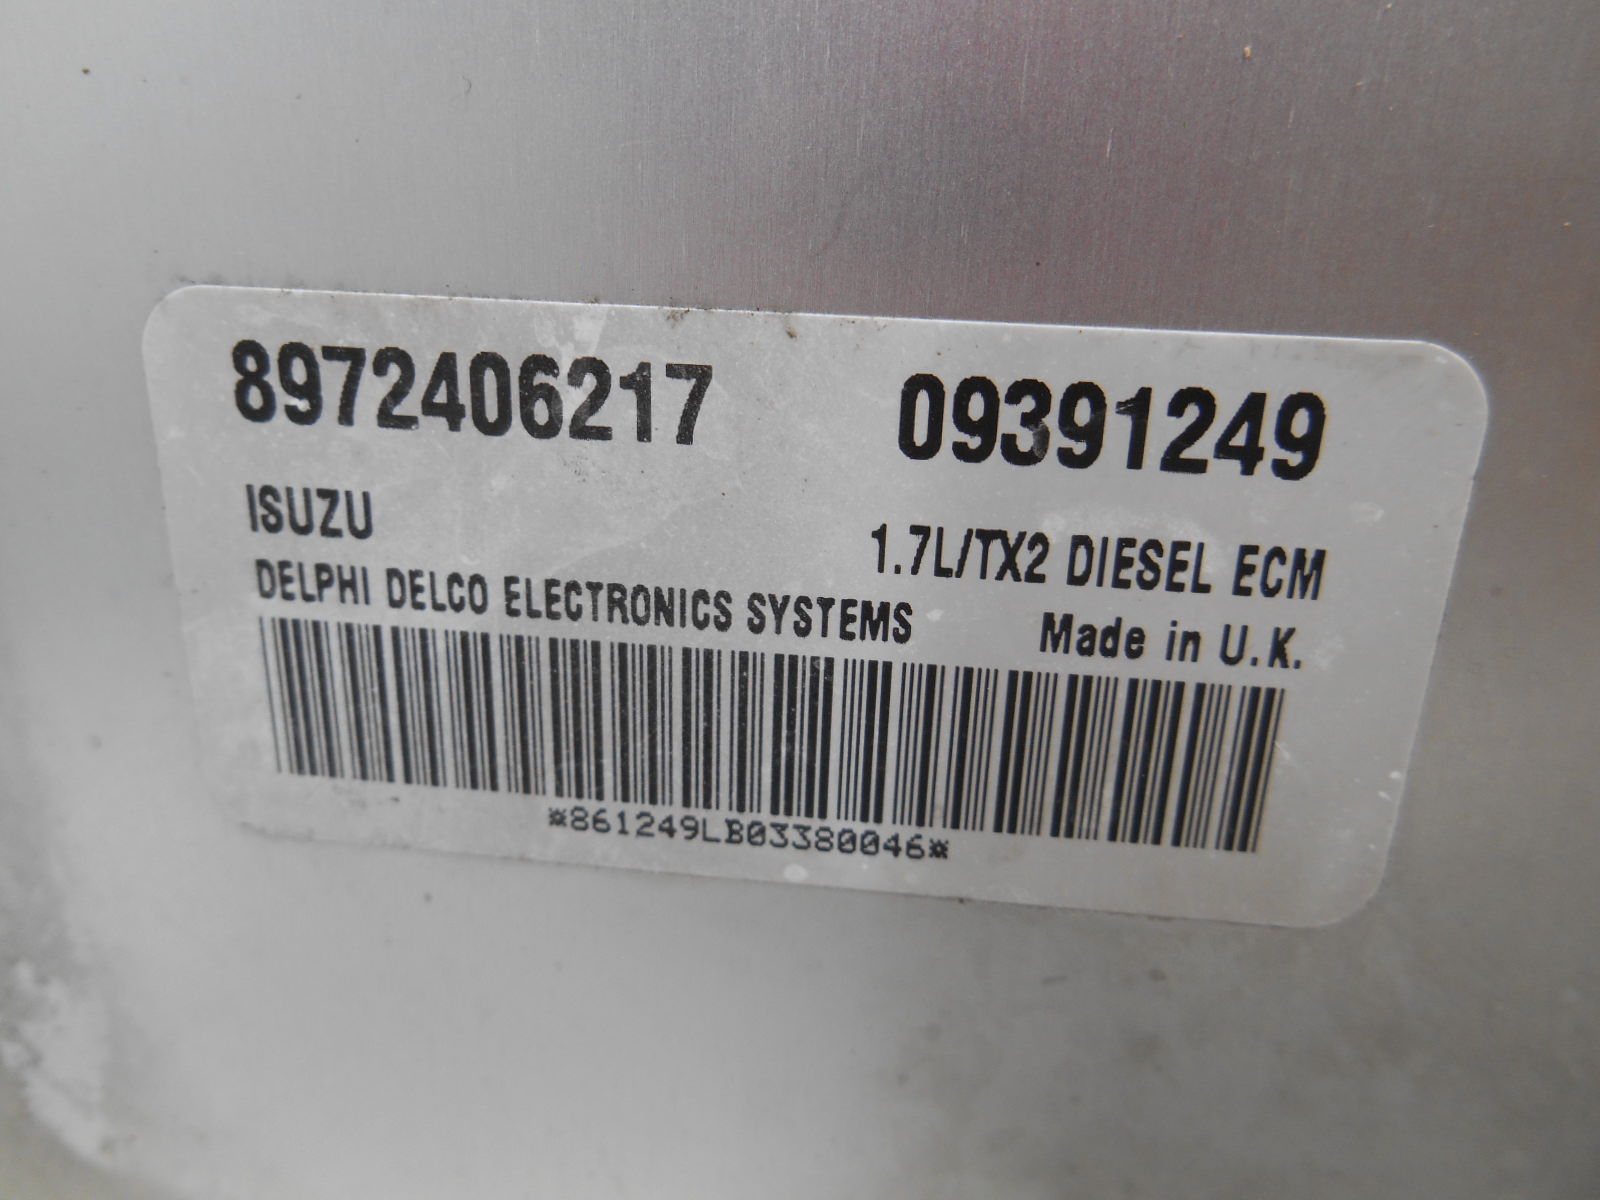 8972406217 09391249
ISUZU 1.7L/TX2 DIESEL ECM
DELPHI DELCO ELECTRONICS SYSTEMS Made in U.K.
*861249LB03380046*